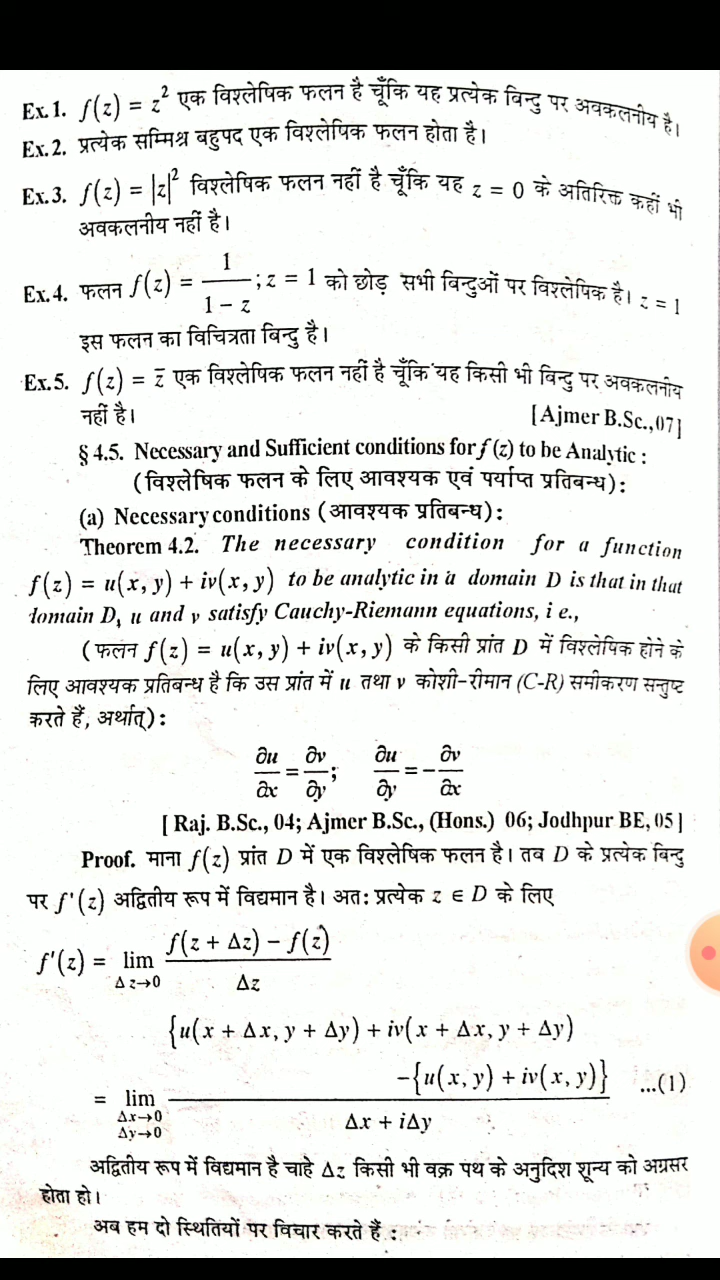 Ex.1. f(z) = z² एक विश्लेषिक फलन है चूँकि यह प्रत्येक बिन्दु पर अवकलनीय है।
Ex.2. प्रत्येक सम्मिश्र बहुपद एक विश्लेषिक फलन होता है।
Ex.3. f(z) = |z|² विश्लेषिक फलन नहीं है चूँकि यह z = 0 के अतिरिक्त कहीं भी
अवकलनीय नहीं है।
Ex.4. फलन f(z) = 1/(1 − z) ; z = 1 को छोड़ सभी बिन्दुओं पर विश्लेषिक है। z = 1
इस फलन का विचित्रता बिन्दु है।
Ex.5. f(z) = z̄ एक विश्लेषिक फलन नहीं है चूँकि यह किसी भी बिन्दु पर अवकलनीय
नहीं है। [Ajmer B.Sc.,07]
§ 4.5. Necessary and Sufficient conditions for f (z) to be Analytic :
(विश्लेषिक फलन के लिए आवश्यक एवं पर्याप्त प्रतिबन्ध) :
(a) Necessary conditions (आवश्यक प्रतिबन्ध) :
Theorem 4.2. The necessary condition for a function
f(z) = u(x, y) + iv(x, y) to be analytic in a domain D is that in that
domain D, u and v satisfy Cauchy-Riemann equations, i e.,
(फलन f(z) = u(x, y) + iv(x, y) के किसी प्रांत D में विश्लेषिक होने के
लिए आवश्यक प्रतिबन्ध है कि उस प्रांत में u तथा v कोशी-रीमान (C-R) समीकरण सन्तुष्ट
करते हैं, अर्थात्) :
∂u/∂x = ∂v/∂y ; ∂u/∂y = − ∂v/∂x
[ Raj. B.Sc., 04; Ajmer B.Sc., (Hons.) 06; Jodhpur BE, 05 ]
Proof. माना f(z) प्रांत D में एक विश्लेषिक फलन है। तब D के प्रत्येक बिन्दु
पर f'(z) अद्वितीय रूप में विद्यमान है। अतः प्रत्येक z ∈ D के लिए
f'(z) = lim Δz→0 (f(z + Δz) − f(z))/Δz
{u(x + Δx, y + Δy) + iv(x + Δx, y + Δy)
= lim Δx→0 Δy→0 −{u(x, y) + iv(x, y)} ...(1)
Δx + iΔy
अद्वितीय रूप में विद्यमान है चाहे Δz किसी भी वक्र पथ के अनुदिश शून्य को अग्रसर
होता हो।
अब हम दो स्थितियों पर विचार करते हैं :